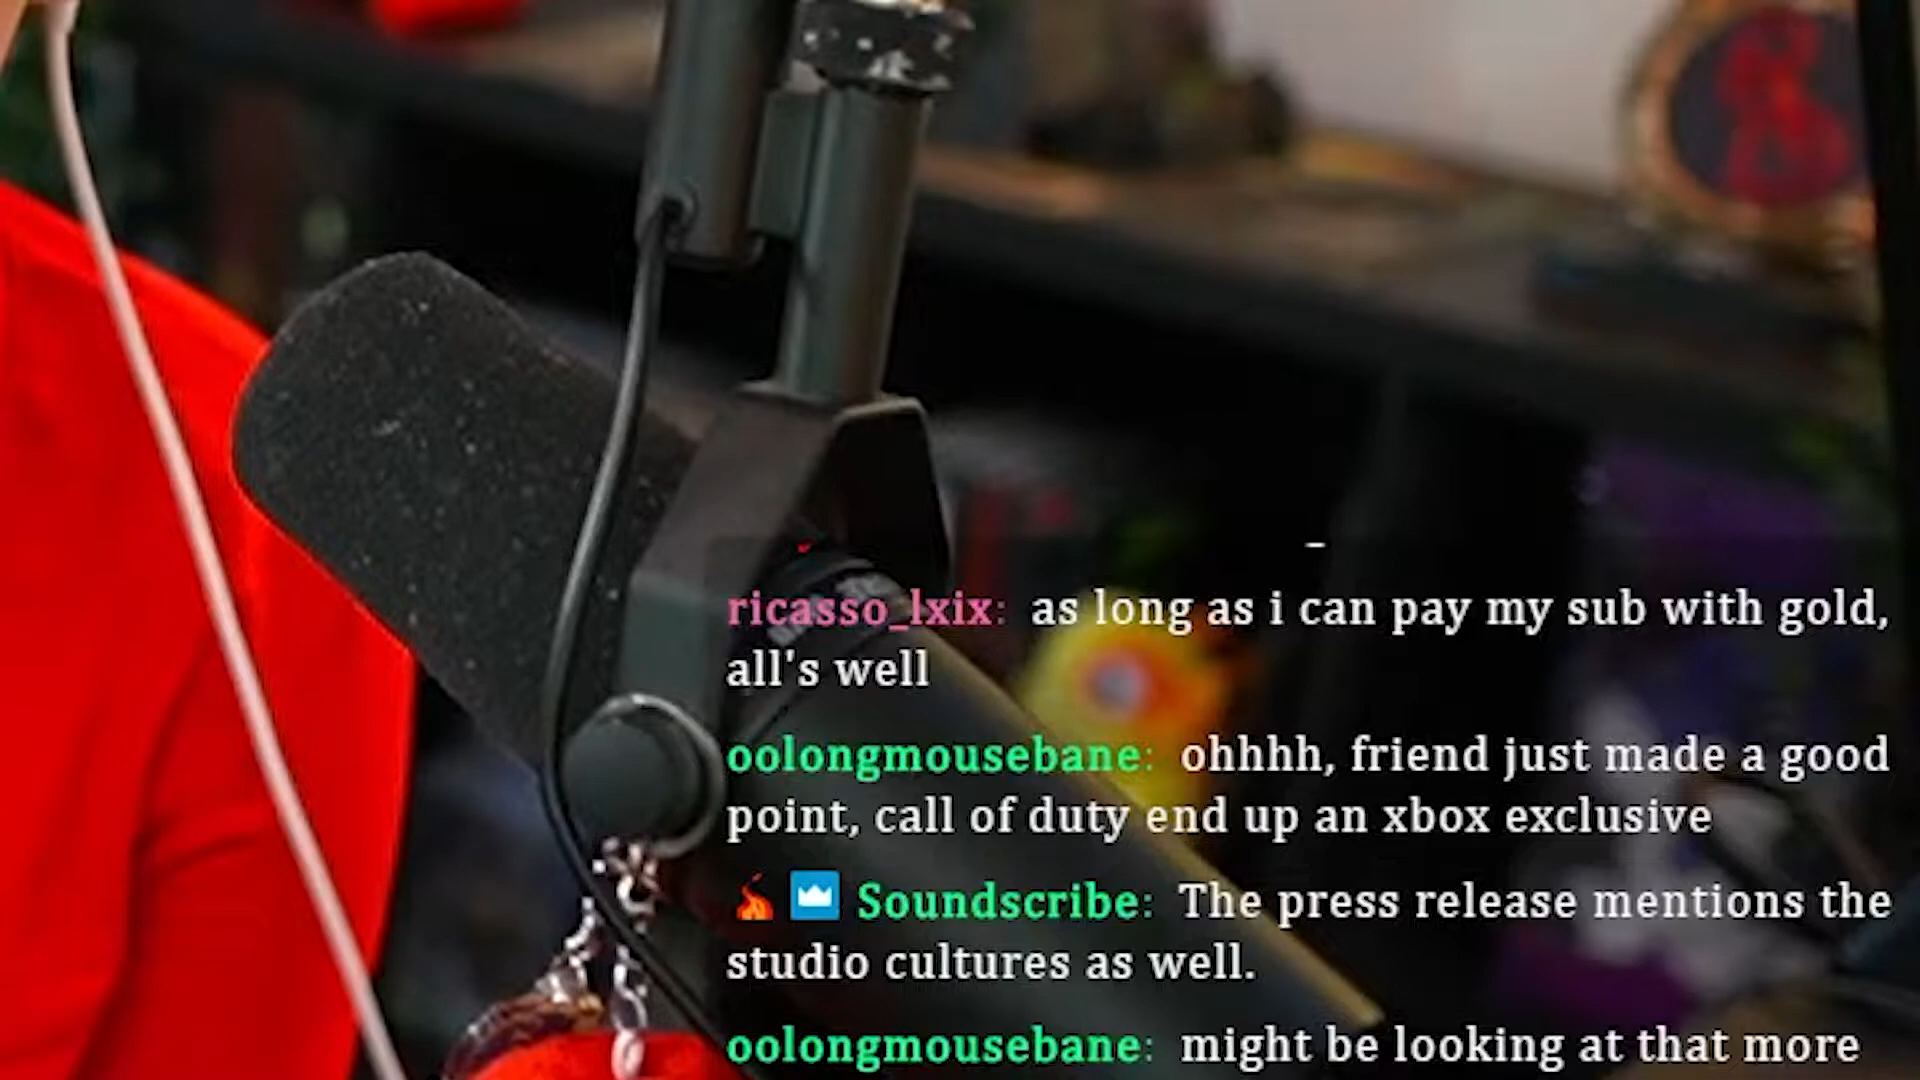 ricasso_lxix: as long as i can pay my sub with gold,
all's well
oolongmousebane: ohhhh, friend just made a good
point, call of duty end up an xbox exclusive
Soundscribe: The press release mentions the
studio cultures as well.
oolongmousebane: might be looking at that more